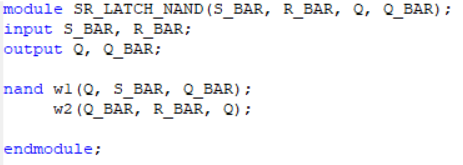 module SR_LATCH_NAND(S_BAR, R_BAR, Q, Q_BAR);
input S_BAR, R_BAR;
output Q, Q_BAR;
nand w1(Q, S_BAR, Q_BAR);
w2(Q_BAR, R_BAR, Q);
endmodule;